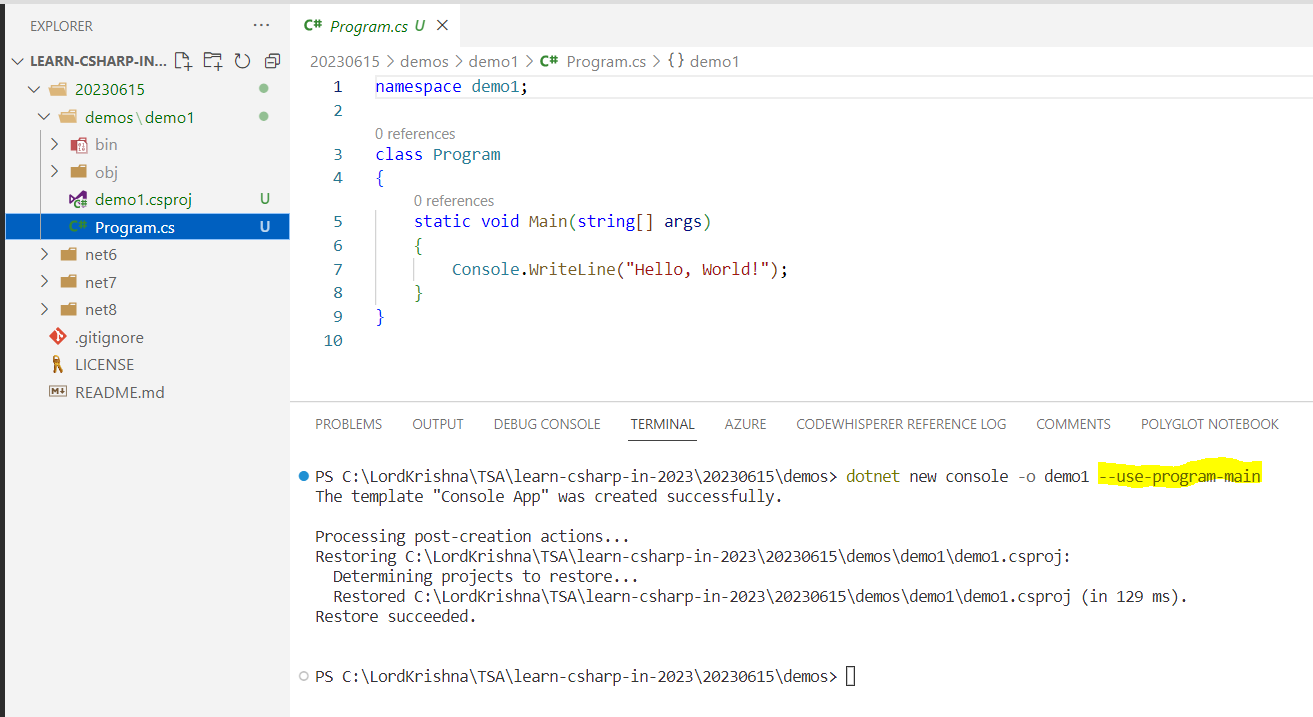 EXPLORER ...
LEARN-CSHARP-IN...
20230615
demos\demo1
bin
obj
demo1.csproj U
C# Program.cs U
net6
net7
net8
.gitignore
LICENSE
README.md
C# Program.cs U
20230615 > demos > demo1 > C# Program.cs > {} demo1
1 namespace demo1;
2
0 references
3 class Program
4 {
0 references
5 static void Main(string[] args)
6 {
7 Console.WriteLine("Hello, World!");
8 }
9 }
10
PROBLEMS OUTPUT DEBUG CONSOLE TERMINAL AZURE CODEWHISPERER REFERENCE LOG COMMENTS POLYGLOT NOTEBOOK
PS C:\LordKrishna\TSA\learn-csharp-in-2023\20230615\demos> dotnet new console -o demo1 --use-program-main
The template "Console App" was created successfully.
Processing post-creation actions...
Restoring C:\LordKrishna\TSA\learn-csharp-in-2023\20230615\demos\demo1\demo1.csproj:
Determining projects to restore...
Restored C:\LordKrishna\TSA\learn-csharp-in-2023\20230615\demos\demo1\demo1.csproj (in 129 ms).
Restore succeeded.
PS C:\LordKrishna\TSA\learn-csharp-in-2023\20230615\demos>